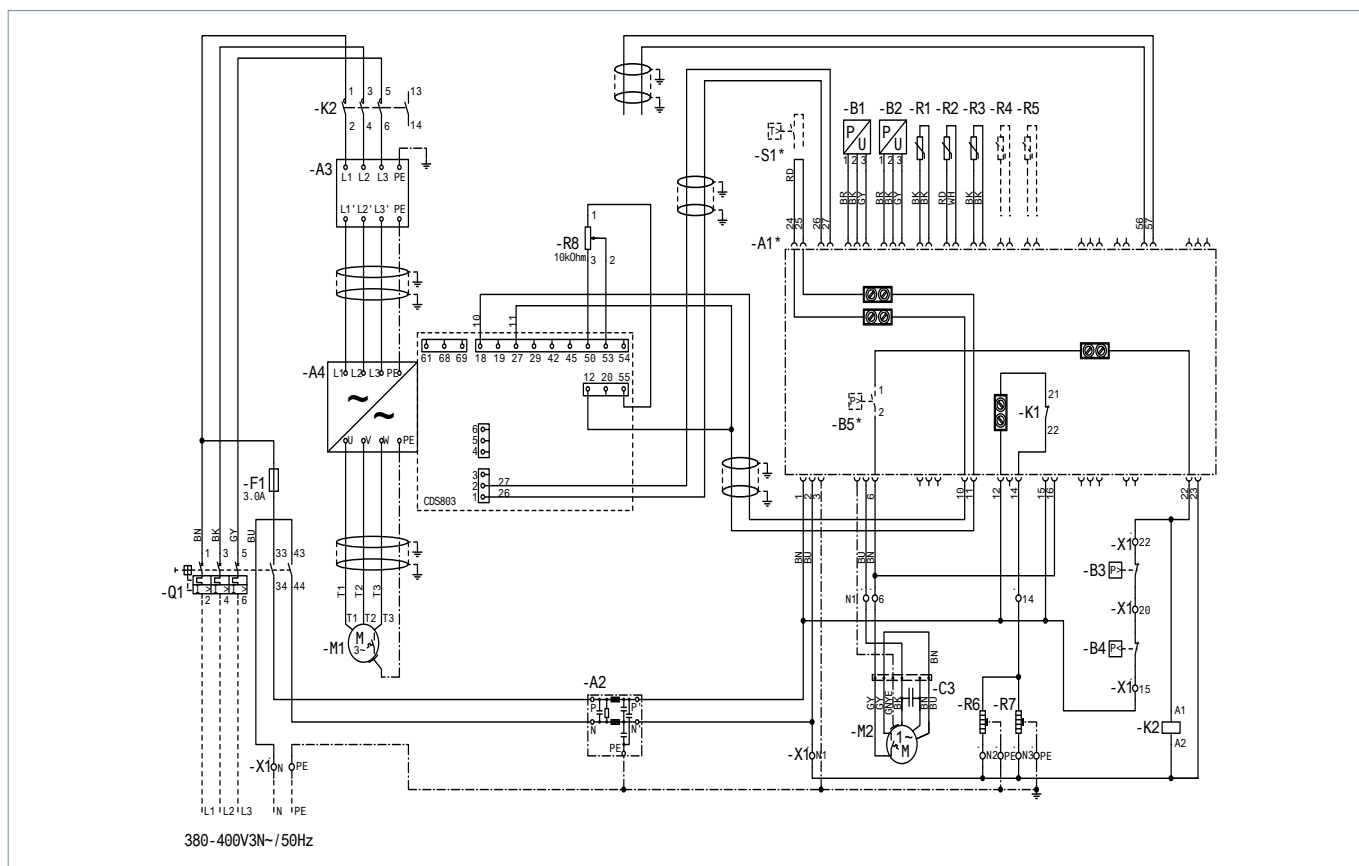 1 3 5 13
-K2
2 4 6 14
-A3
L1 L2 L3 PE
L1' L2' L3' PE
-A4
L1 L2 L3 PE
~
~
U V W PE
61 68 69 18 19 27 29 42 45 50 53 54
10 11
12 20 55
6
5
4
3
2 27
1 26
CDS803
1
-R8
10kOhm
3 2
-F1
3.0A
BN BK GY BU
1 3 5 33 43
-Q1
I> I> I>
2 4 6 34 44
T1 T2 T3
T1 T2 T3
-M1
M
3~
-X1 N PE
L1 L2 L3 N PE
380-400V3N~/50Hz
-A2
P P'
N N'
PE
T>
-S1*
RD
-B1 -B2 -R1 -R2 -R3 -R4 -R5
P U
P U
1 2 3
1 2 3
BR BK GY
BR BK GY
BK BK
RD WH
BK BK
24 25 26 27
56 57
-A1*
P>
1
2
-B5*
-K1
21
22
1 2 3 6 10 11 12 14 15 16 22 23
BN BU
BU BN
N1 6
14
-X1 22
-B3 P>
-X1 20
-B4 P<
-X1 15
BN
GY GY GNYE BK BN BU
-C3
-M2
1~
M
-X1 N1
-R6 -R7
N2 PE N3 PE
-K2
A1
A2